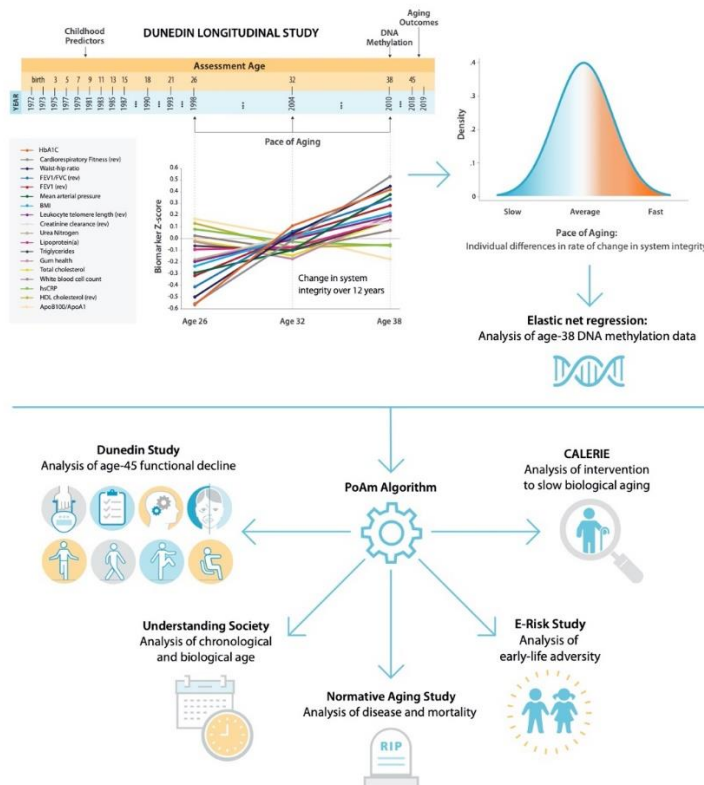 Childhood
Predictors
DUNEDIN LONGITUDINAL STUDY
DNA
Methylation
Aging
Outcomes
Assessment Age
birth 3 5 7 9 11 13 15 18 21 26 32 38 45
YEAR
1972 1973 1975 1977 1979 1981 1983 1985 1987 ... 1990 ... 1993 ... 1998 ... 2004 ... 2010 ... 2018 2019
Pace of Aging
HbA1C
Cardiorespiratory Fitness (rev)
Waist-hip ratio
FEV1/FVC (rev)
FEV1 (rev)
Mean arterial pressure
BMI
Leukocyte telomere length (rev)
Creatinine clearance (rev)
Urea Nitrogen
Lipoprotein(a)
Triglycerides
Gum health
Total cholesterol
White blood cell count
hsCRP
HDL cholesterol (rev)
ApoB100/ApoA1
Biomarker Z-score
0.6
0.5
0.4
0.3
0.2
0.1
0.0
-0.1
-0.2
-0.3
-0.4
-0.5
-0.6
Change in system
integrity over 12 years
Age 26 Age 32 Age 38
Density
.4
.3
.2
.1
0
Slow Average Fast
Pace of Aging:
Individual differences in rate of change in system integrity
Elastic net regression:
Analysis of age-38 DNA methylation data
Dunedin Study
Analysis of age-45 functional decline
PoAm Algorithm
CALERIE
Analysis of intervention
to slow biological aging
Understanding Society
Analysis of chronological
and biological age
Normative Aging Study
Analysis of disease and mortality
RIP
E-Risk Study
Analysis of
early-life adversity